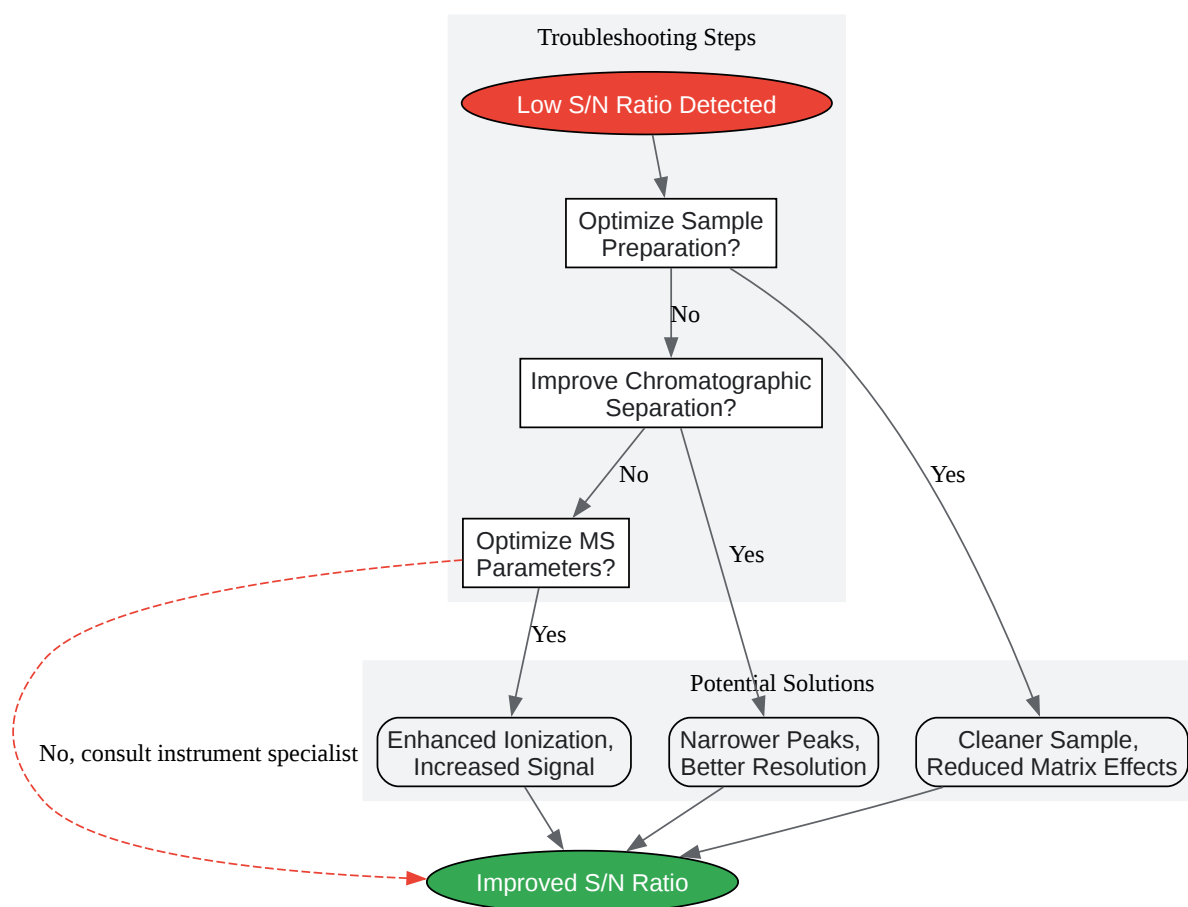 Troubleshooting Steps
Low S/N Ratio Detected
Optimize Sample
Preparation?
No
Improve Chromatographic
Separation?
No
Yes
Optimize MS
Parameters?
Yes
Yes
Potential Solutions
No, consult instrument specialist
Enhanced Ionization,
Increased Signal
Narrower Peaks,
Better Resolution
Cleaner Sample,
Reduced Matrix Effects
Improved S/N Ratio